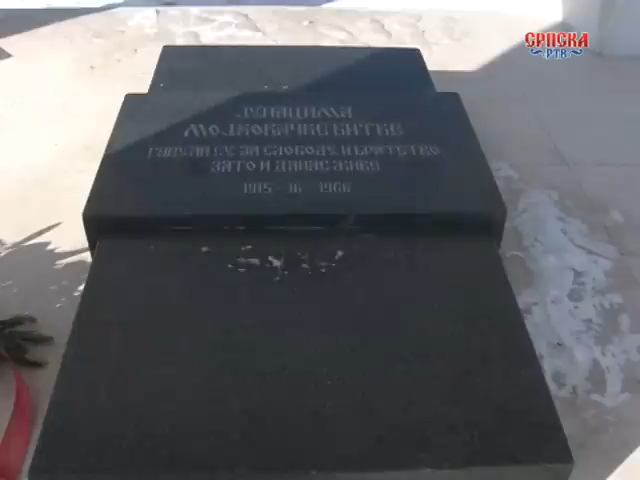 СРПСКА
РТВ
ЈУНАЦИМА
МОЈКОВАЧКЕ БИТКЕ
ГИНУЛИ СУ ЗА СЛОБОДУ И БРАТСТВО
ЗАТО И ДАНАС ЖИВЕ
1915-16 1966